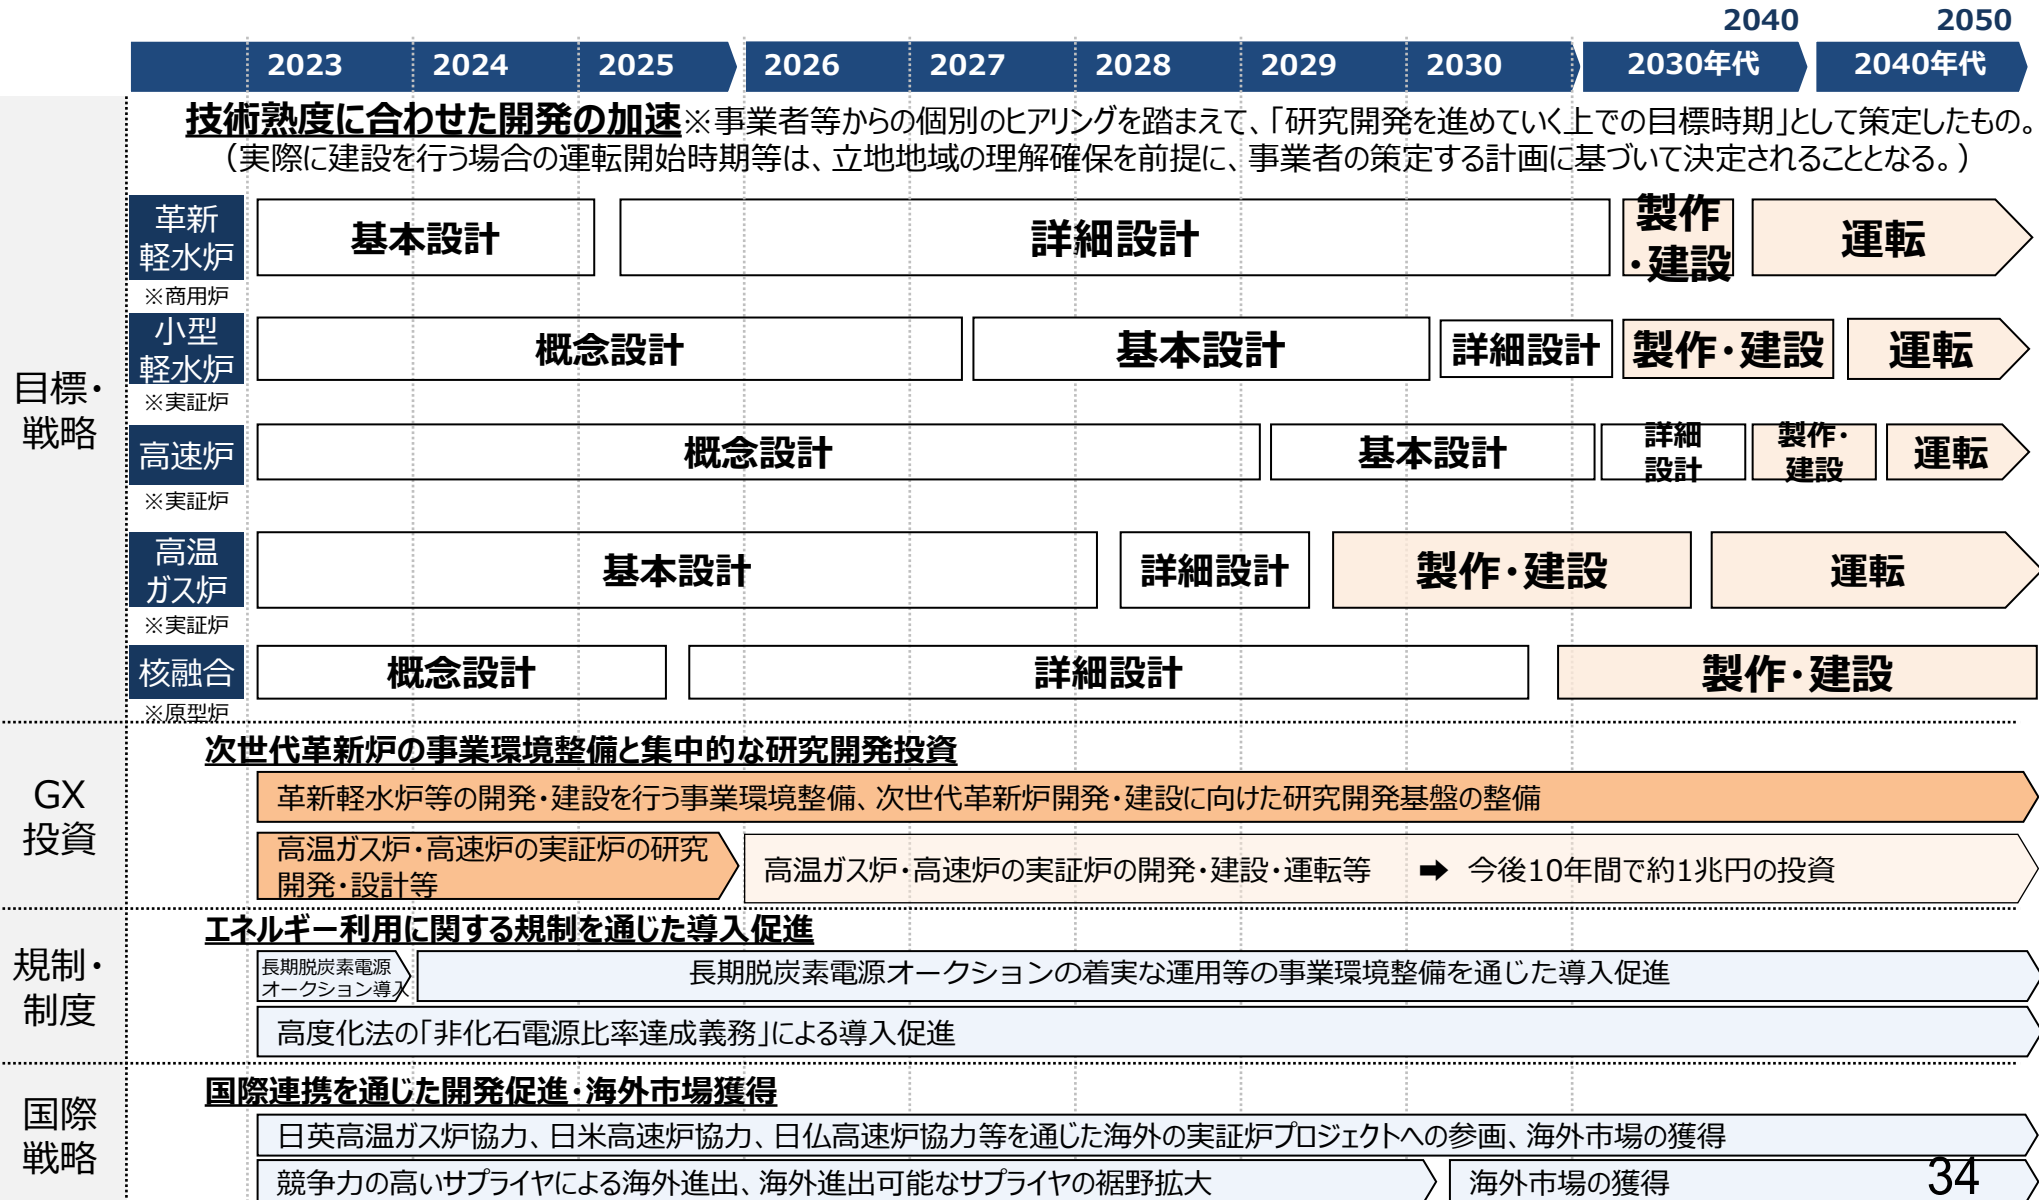 2040 2050
2023 2024 2025 2026 2027 2028 2029 2030 2030年代 2040年代
目標・
戦略
技術熟度に合わせた開発の加速※事業者等からの個別のヒアリングを踏まえて、「研究開発を進めていく上での目標時期」として策定したもの。
（実際に建設を行う場合の運転開始時期等は、立地地域の理解確保を前提に、事業者の策定する計画に基づいて決定されることとなる。）
革新
軽水炉
※商用炉
基本設計
詳細設計
製作
・建設
運転
小型
軽水炉
※実証炉
概念設計
基本設計
詳細設計
製作・建設
運転
高速炉
※実証炉
概念設計
基本設計
詳細
設計
製作・
建設
運転
高温
ガス炉
※実証炉
基本設計
詳細設計
製作・建設
運転
核融合
※原型炉
概念設計
詳細設計
製作・建設
GX
投資
次世代革新炉の事業環境整備と集中的な研究開発投資
革新軽水炉等の開発・建設を行う事業環境整備、次世代革新炉開発・建設に向けた研究開発基盤の整備
高温ガス炉・高速炉の実証炉の研究
開発・設計等
高温ガス炉・高速炉の実証炉の開発・建設・運転等 ➡ 今後10年間で約1兆円の投資
規制・
制度
エネルギー利用に関する規制を通じた導入促進
長期脱炭素電源
オークション導入
長期脱炭素電源オークションの着実な運用等の事業環境整備を通じた導入促進
高度化法の「非化石電源比率達成義務」による導入促進
国際
戦略
国際連携を通じた開発促進・海外市場獲得
日英高温ガス炉協力、日米高速炉協力、日仏高速炉協力等を通じた海外の実証炉プロジェクトへの参画、海外市場の獲得
競争力の高いサプライヤによる海外進出、海外進出可能なサプライヤの裾野拡大
海外市場の獲得
34